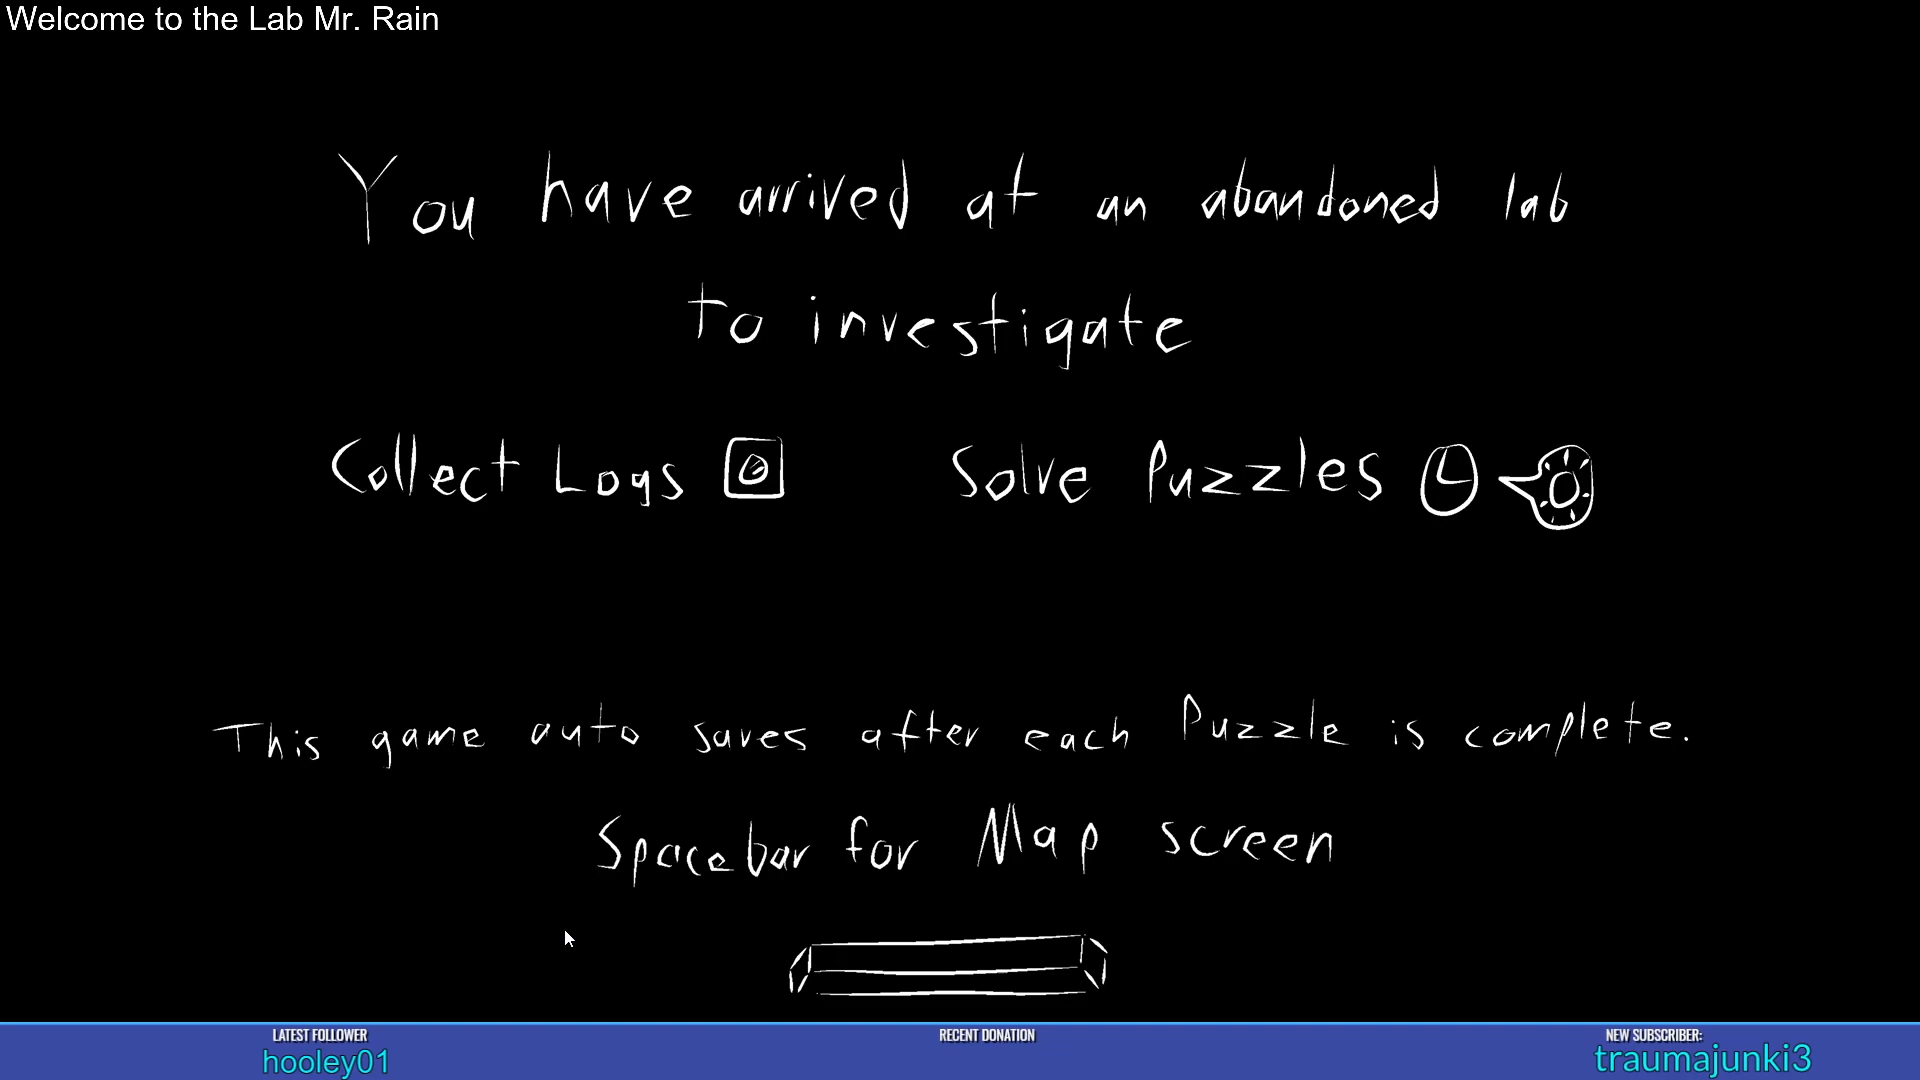 Welcome to the Lab Mr. Rain
You have arrived at an abandoned lab
to investigate
Collect Logs Solve Puzzles
This game auto saves after each Puzzle is complete.
Spacebar for Map screen
LATEST FOLLOWER RECENT DONATION NEW SUBSCRIBER:
hooley01 traumajunki3